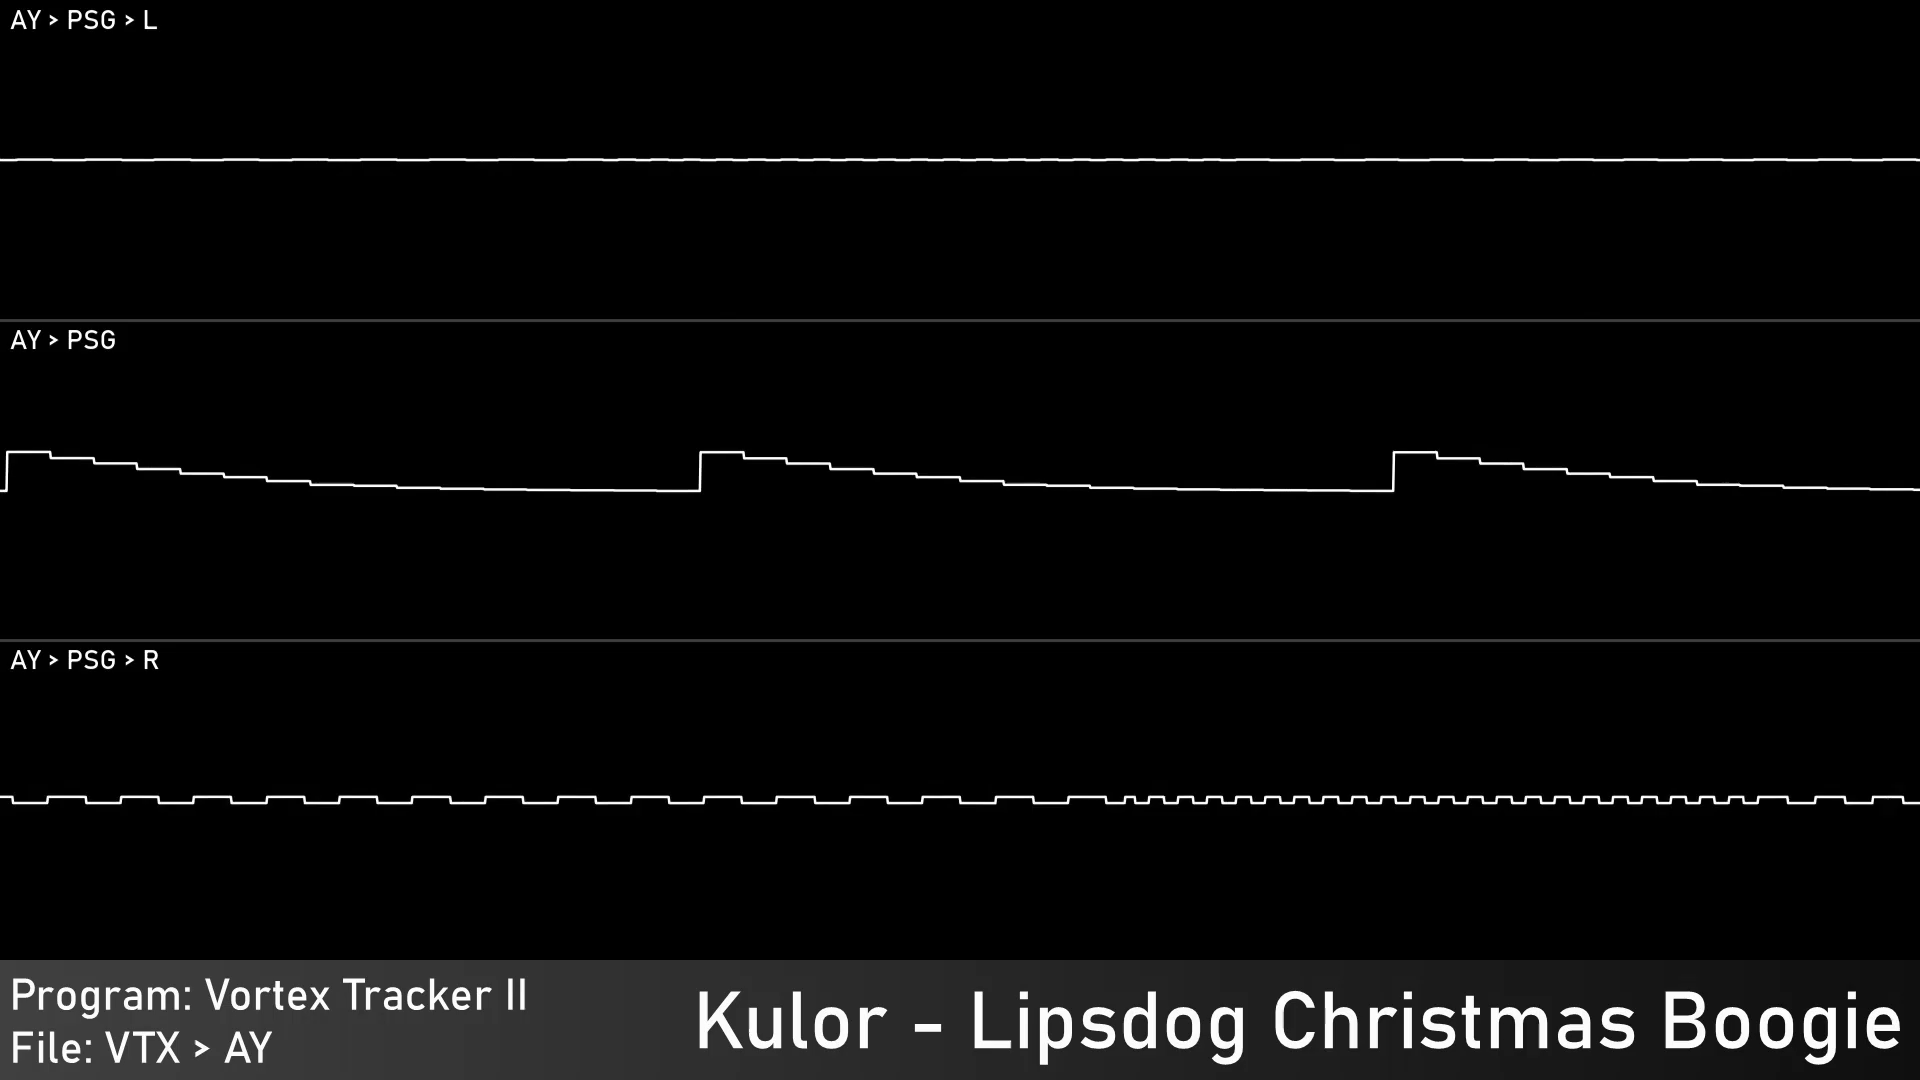 AY > PSG > L
AY > PSG
AY > PSG > R
Program: Vortex Tracker II
File: VTX > AY
Kulor - Lipsdog Christmas Boogie